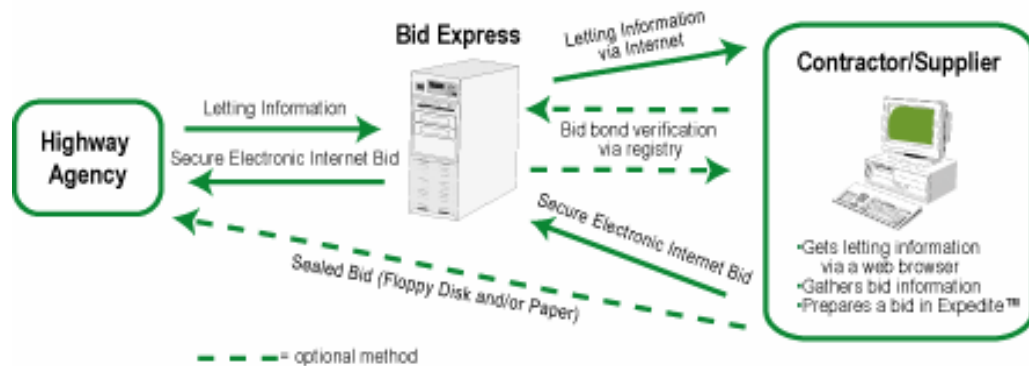 Bid Express
Letting Information
via Internet
Contractor/Supplier
Letting Information
Highway
Agency
Secure Electronic Internet Bid
Bid bond verification
via registry
Secure Electronic Internet Bid
Sealed Bid (Floppy Disk and/or Paper)
•Gets letting information
via a web browser
•Gathers bid information
•Prepares a bid in Expedite™
= optional method